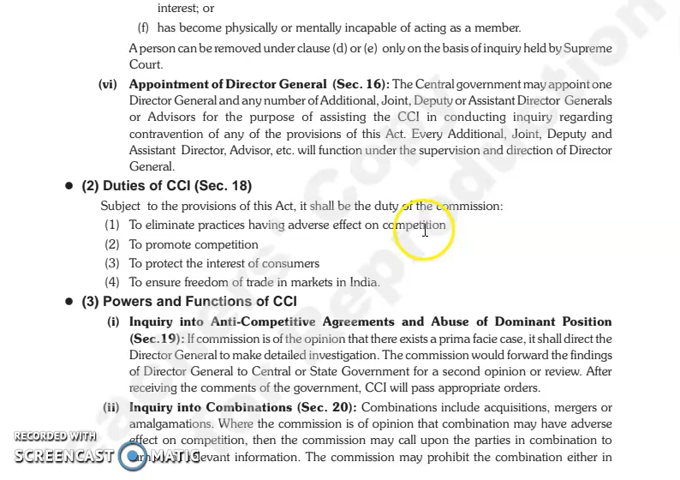 interest; or
(f) has become physically or mentally incapable of acting as a member.
A person can be removed under clause (d) or (e) only on the basis of inquiry held by Supreme
Court.
(vi) Appointment of Director General (Sec. 16): The Central government may appoint one
Director General and any number of Additional, Joint, Deputy or Assistant Director Generals
or Advisors for the purpose of assisting the CCI in conducting inquiry regarding
contravention of any of the provisions of this Act. Every Additional, Joint, Deputy and
Assistant Director, Advisor, etc. will function under the supervision and direction of Director
General.
● (2) Duties of CCI (Sec. 18)
Subject to the provisions of this Act, it shall be the duty of the commission:
(1) To eliminate practices having adverse effect on competition
(2) To promote competition
(3) To protect the interest of consumers
(4) To ensure freedom of trade in markets in India.
● (3) Powers and Functions of CCI
(i) Inquiry into Anti-Competitive Agreements and Abuse of Dominant Position
(Sec.19): If commission is of the opinion that there exists a prima facie case, it shall direct the
Director General to make detailed investigation. The commission would forward the findings
of Director General to Central or State Government for a second opinion or review. After
receiving the comments of the government, CCI will pass appropriate orders.
(ii) Inquiry into Combinations (Sec. 20): Combinations include acquisitions, mergers or
amalgamations. Where the commission is of opinion that combination may have adverse
effect on competition, then the commission may call upon the parties in combination to
relevant information. The commission may prohibit the combination either in
RECORDED WITH
SCREENCAST MATIC
Copy
Reproduction